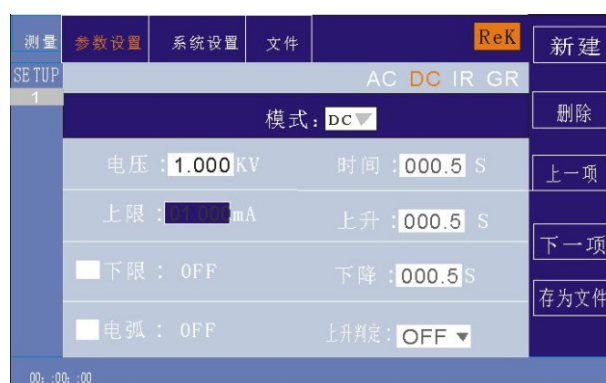 测量 参数设置 系统设置 文件 ReK 新建
SETUP AC DC IR GR
1
模式：DC 删除
电压：1.000KV 时间：000.5 S 上一项
上限：01.000mA 上升：000.5 S
下限：OFF 下降：000.5S 下一项
电弧：OFF 上升判定：OFF 存为文件
00: :00: :00